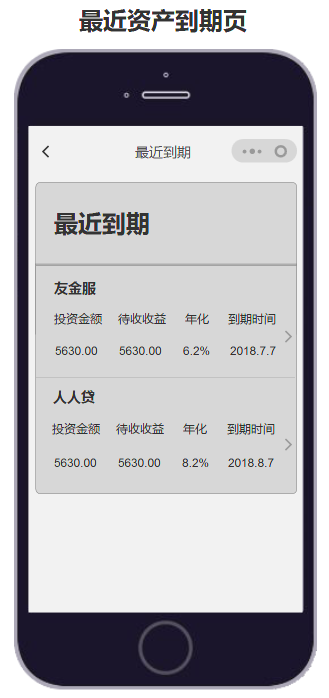 最近资产到期页
最近到期
最近到期
友金服
投资金额 待收收益 年化 到期时间
5630.00 5630.00 6.2% 2018.7.7
人人贷
投资金额 待收收益 年化 到期时间
5630.00 5630.00 8.2% 2018.8.7